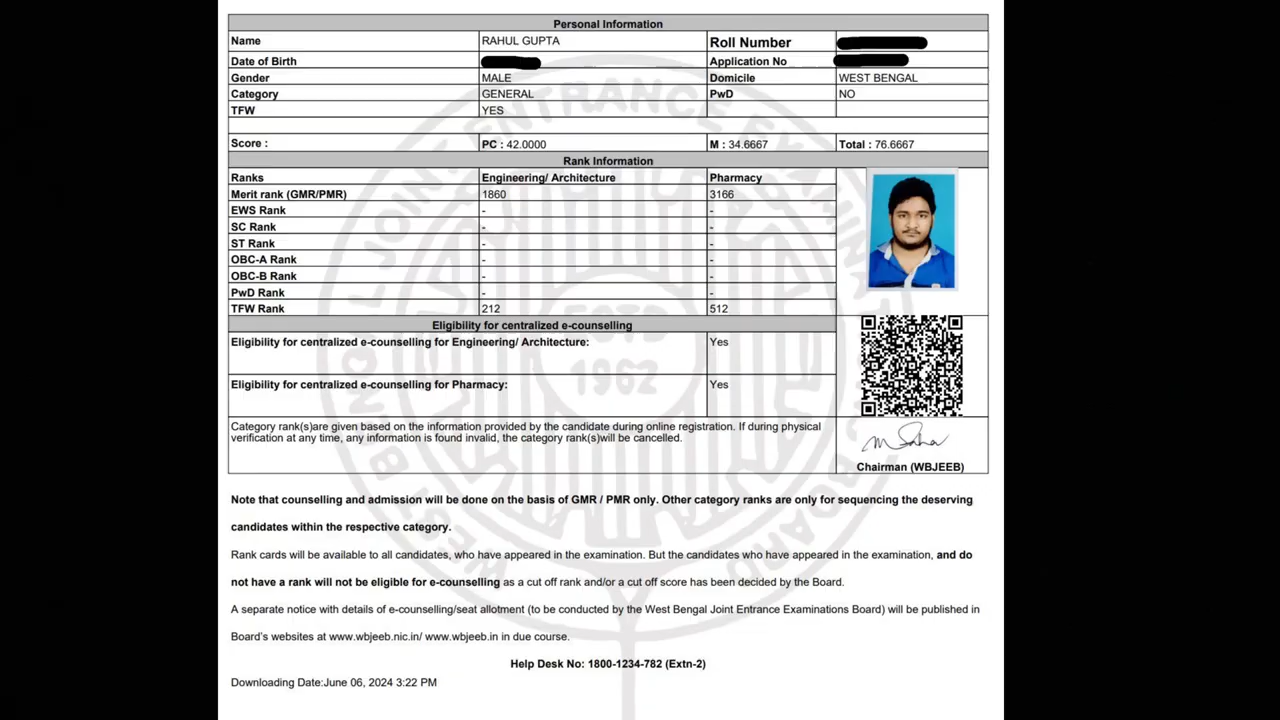 Personal Information
Name RAHUL GUPTA Roll Number
Date of Birth Application No
Gender MALE Domicile WEST BENGAL
Category GENERAL PwD NO
TFW YES
Score : PC : 42.0000 M : 34.6667 Total : 76.6667
Rank Information
Ranks Engineering/ Architecture Pharmacy
Merit rank (GMR/PMR) 1860 3166
EWS Rank - -
SC Rank - -
ST Rank - -
OBC-A Rank - -
OBC-B Rank - -
PwD Rank - -
TFW Rank 212 512
Eligibility for centralized e-counselling
Eligibility for centralized e-counselling for Engineering/ Architecture: Yes
Eligibility for centralized e-counselling for Pharmacy: Yes
Category rank(s)are given based on the information provided by the candidate during online registration. If during physical
verification at any time, any information is found invalid, the category rank(s)will be cancelled.
M Saha
Chairman (WBJEEB)
Note that counselling and admission will be done on the basis of GMR / PMR only. Other category ranks are only for sequencing the deserving
candidates within the respective category.
Rank cards will be available to all candidates, who have appeared in the examination. But the candidates who have appeared in the examination, and do
not have a rank will not be eligible for e-counselling as a cut off rank and/or a cut off score has been decided by the Board.
A separate notice with details of e-counselling/seat allotment (to be conducted by the West Bengal Joint Entrance Examinations Board) will be published in
Board's websites at www.wbjeeb.nic.in/ www.wbjeeb.in in due course.
Help Desk No: 1800-1234-782 (Extn-2)
Downloading Date:June 06, 2024 3:22 PM
WEST BENGAL JOINT ENTRANCE EXAMINATIONS BOARD
ESTD
1962